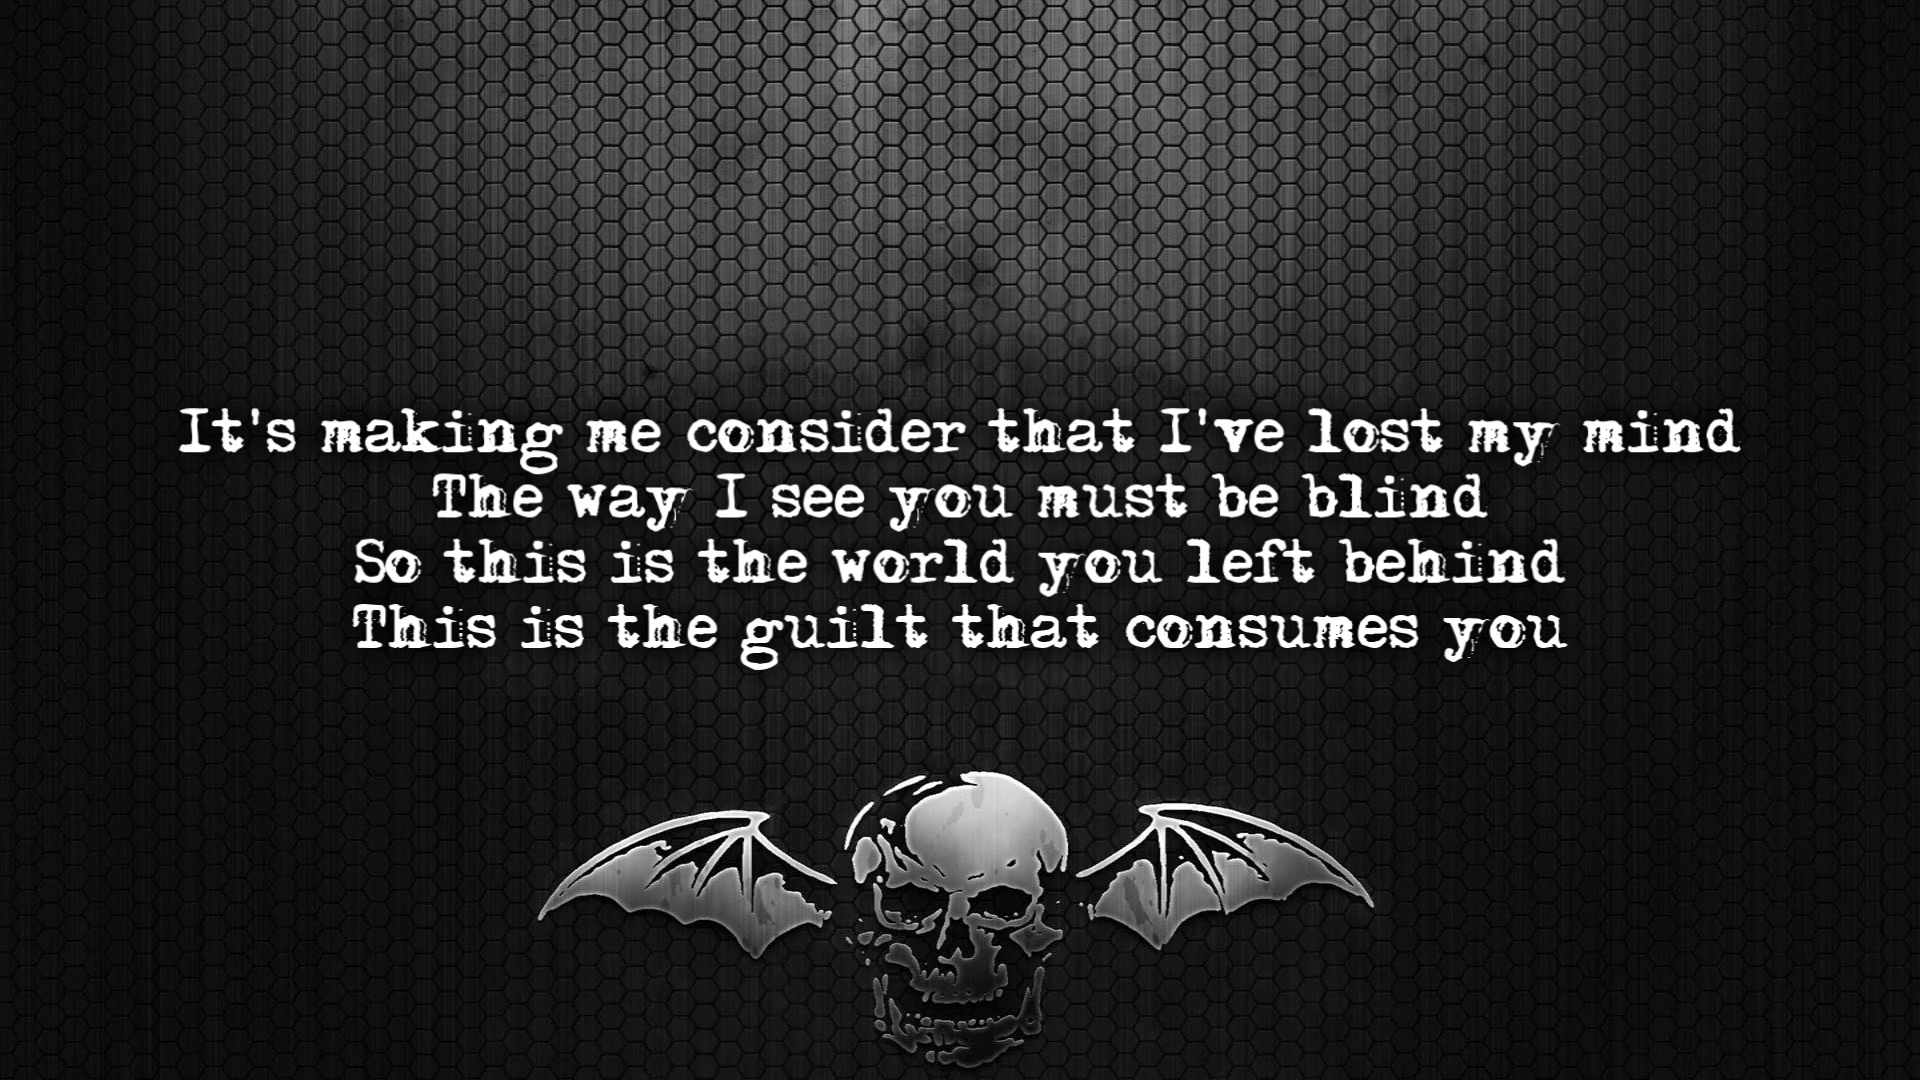 It's making me consider that I've lost my mind
The way I see you must be blind
So this is the world you left behind
This is the guilt that consumes you